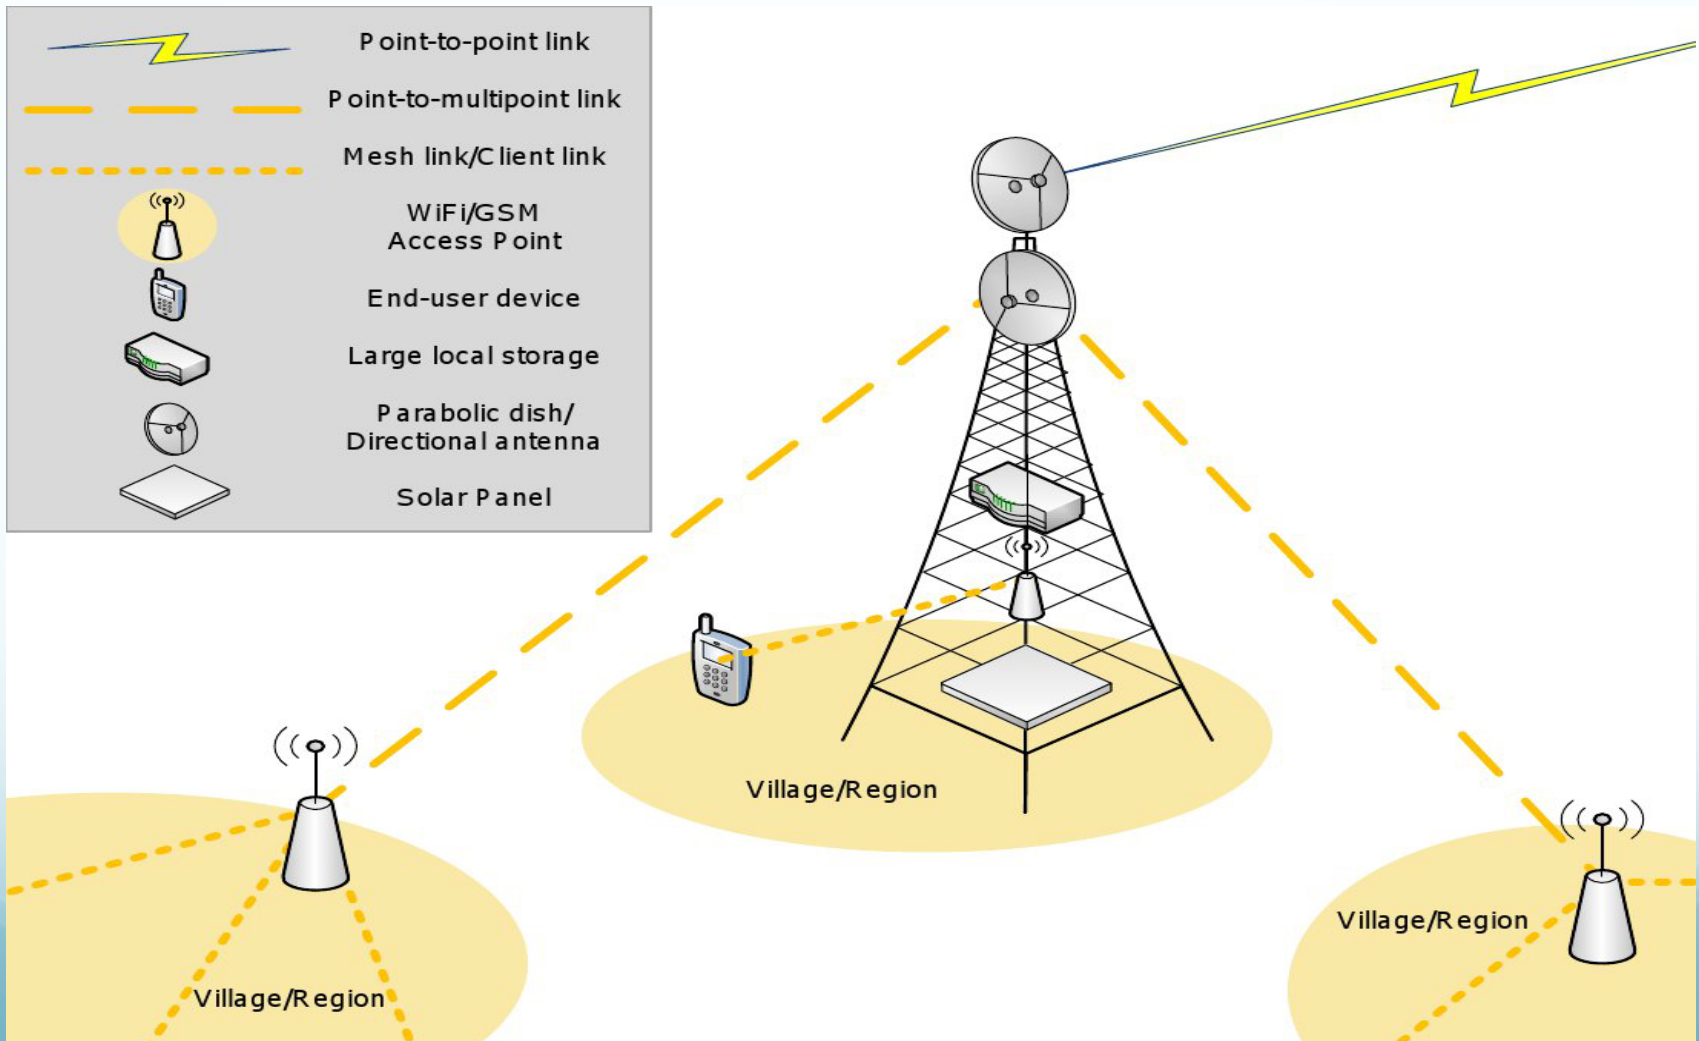 Point-to-point link
Point-to-multipoint link
Mesh link/Client link
WiFi/GSM
Access Point
End-user device
Large local storage
Parabolic dish/
Directional antenna
Solar Panel
Village/Region
Village/Region
Village/Region